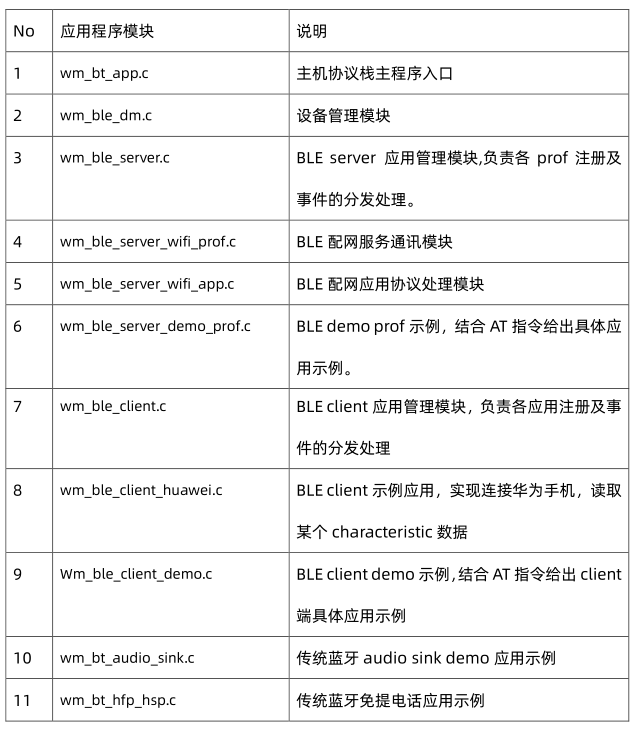 No 应用程序模块 说明
1 wm_bt_app.c 主机协议栈主程序入口
2 wm_ble_dm.c 设备管理模块
3 wm_ble_server.c BLE server 应用管理模块,负责各 prof 注册及
事件的分发处理。
4 wm_ble_server_wifi_prof.c BLE 配网服务通讯模块
5 wm_ble_server_wifi_app.c BLE 配网应用协议处理模块
6 wm_ble_server_demo_prof.c BLE demo prof 示例，结合 AT 指令给出具体应
用示例。
7 wm_ble_client.c BLE client 应用管理模块，负责各应用注册及事
件的分发处理
8 wm_ble_client_huawei.c BLE client 示例应用，实现连接华为手机，读取
某个 characteristic 数据
9 Wm_ble_client_demo.c BLE client demo 示例,结合 AT 指令给出 client
端具体应用示例
10 wm_bt_audio_sink.c 传统蓝牙 audio sink demo 应用示例
11 wm_bt_hfp_hsp.c 传统蓝牙免提电话应用示例